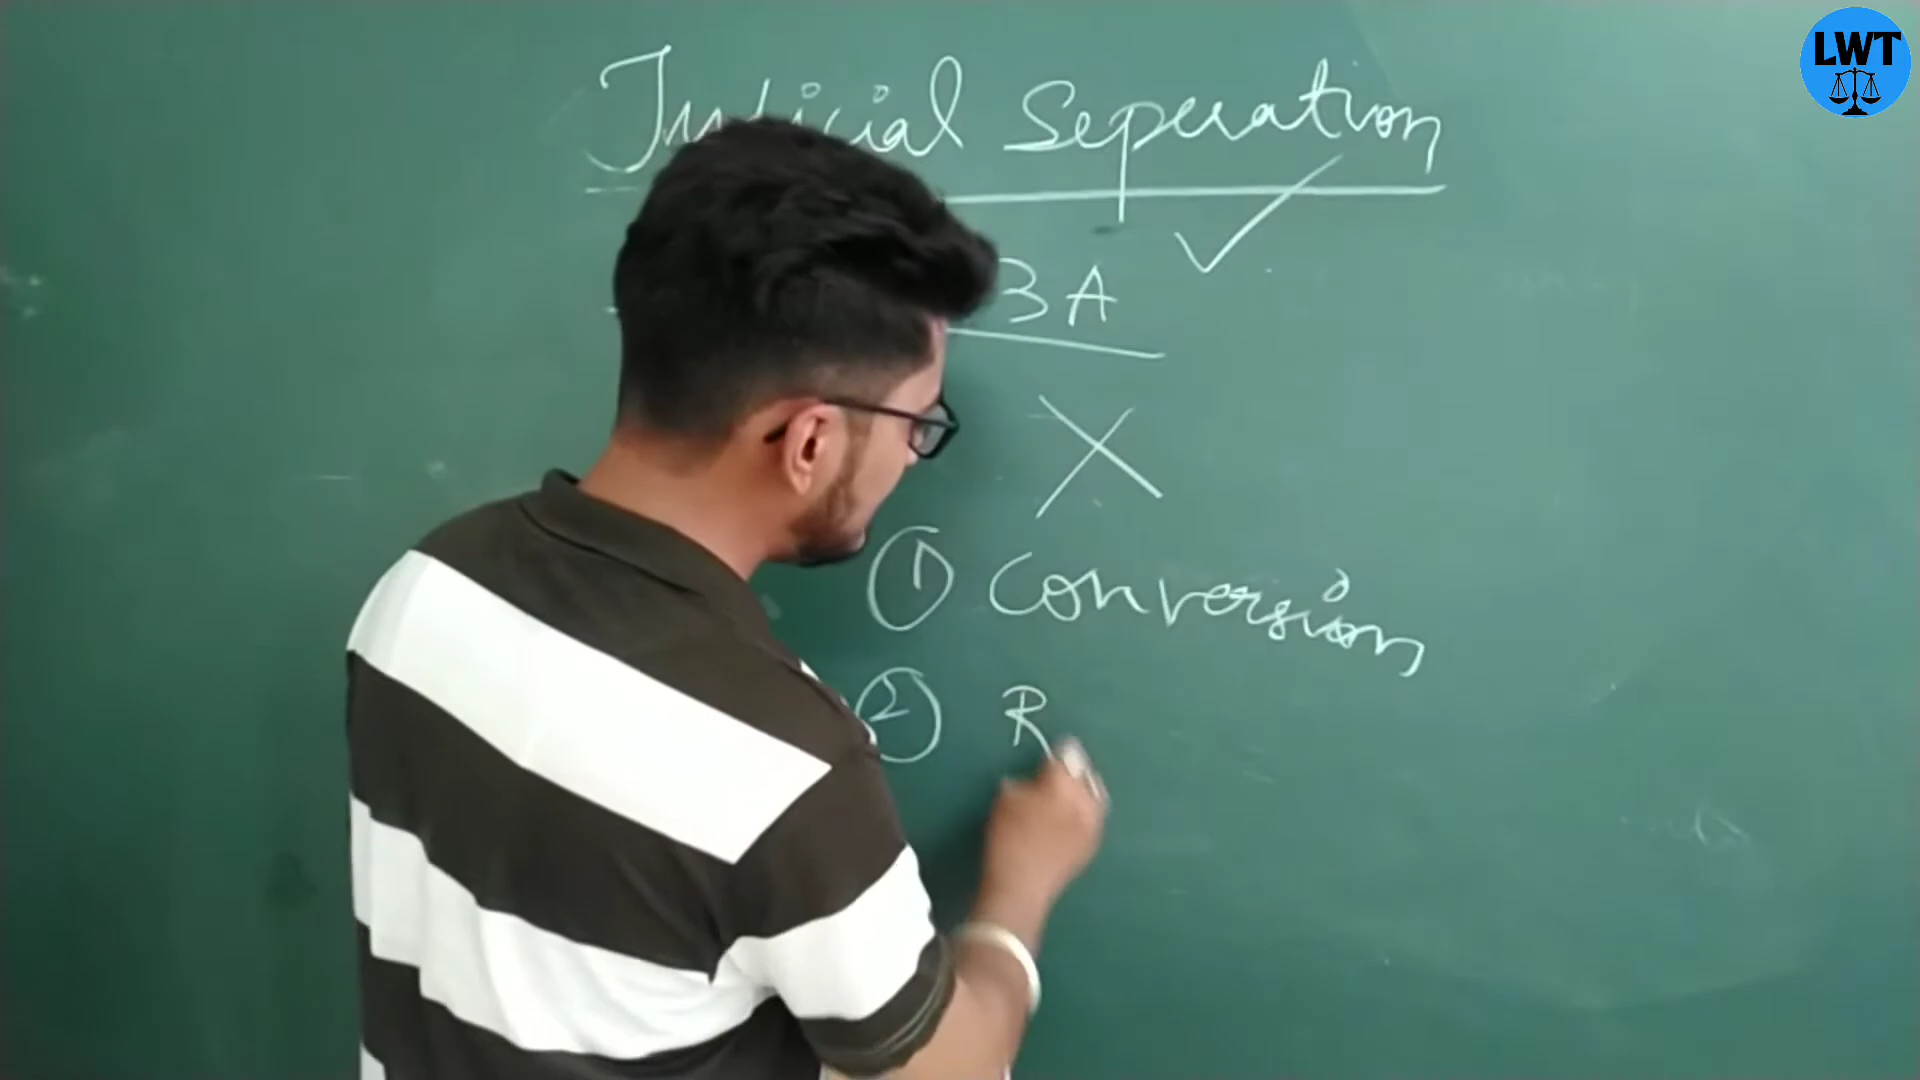 LWT
Judicial Seperation
3A
X
① Conversion
② R